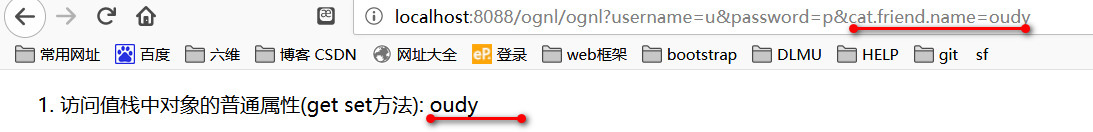 localhost:8088/ognl/ognl?username=u&password=p&cat.friend.name=oudy
常用网址 百度 六维 博客 CSDN 网址大全 eP. 登录 web框架 bootstrap DLMU HELP git sf
1. 访问值栈中对象的普通属性(get set方法): oudy